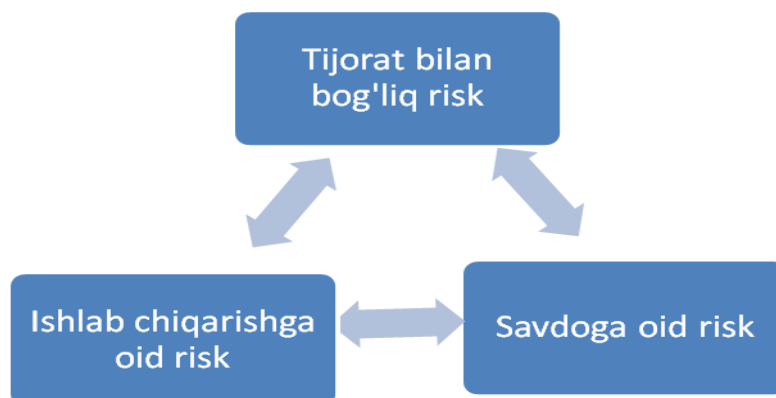 Tijorat bilan
bog'liq risk
Ishlab chiqarishga
oid risk
Savdoga oid risk